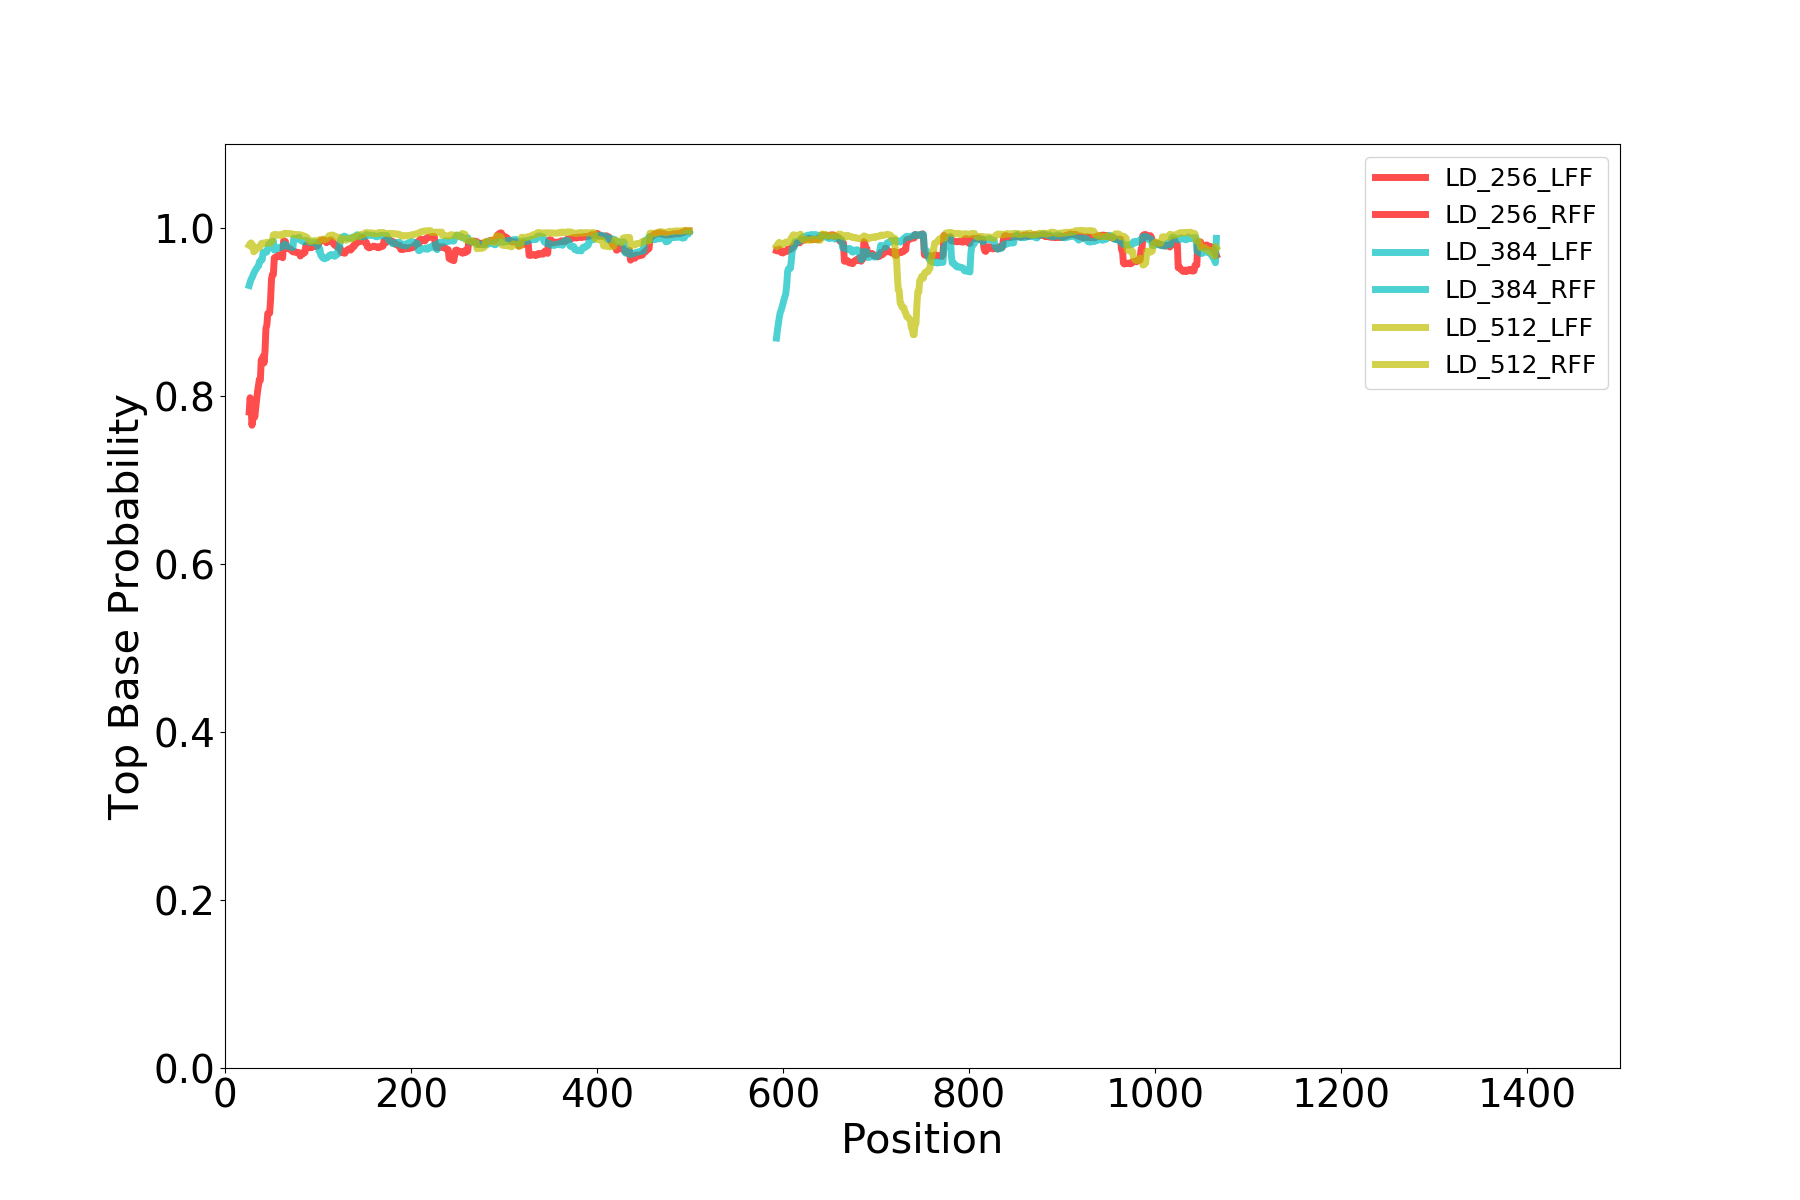 LD_256_LFF
LD_256_RFF
LD_384_LFF
LD_384_RFF
LD_512_LFF
LD_512_RFF
1.0
0.8
0.6
0.4
0.2
0.0
Top Base Probability
0 200 400 600 800 1000 1200 1400
Position